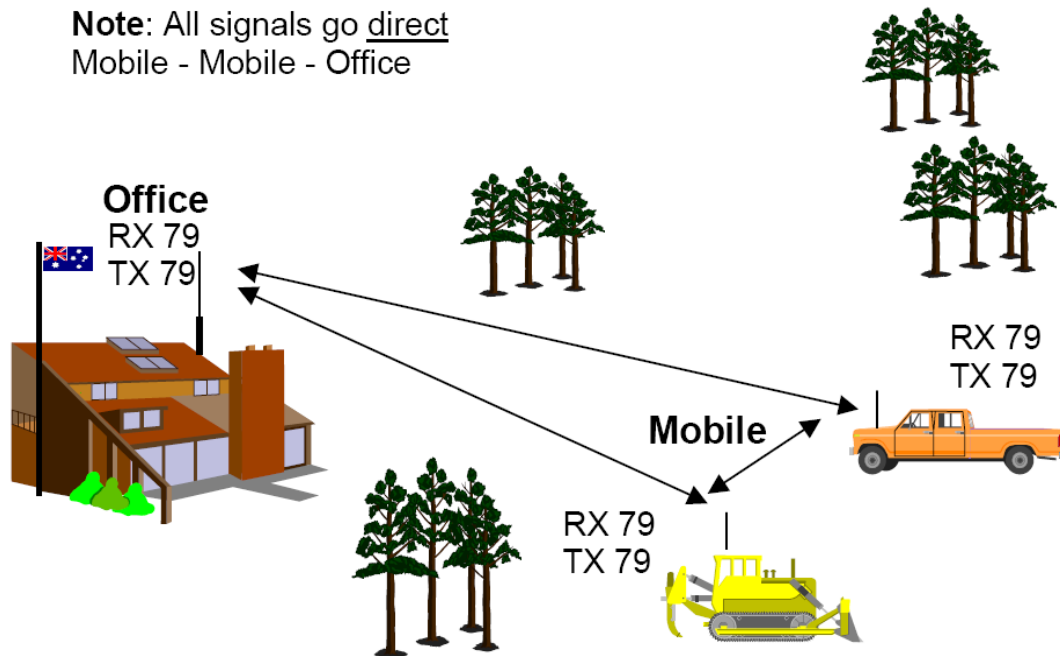 Note: All signals go direct
Mobile - Mobile - Office
Office
RX 79
TX 79
RX 79
TX 79
Mobile
RX 79
TX 79